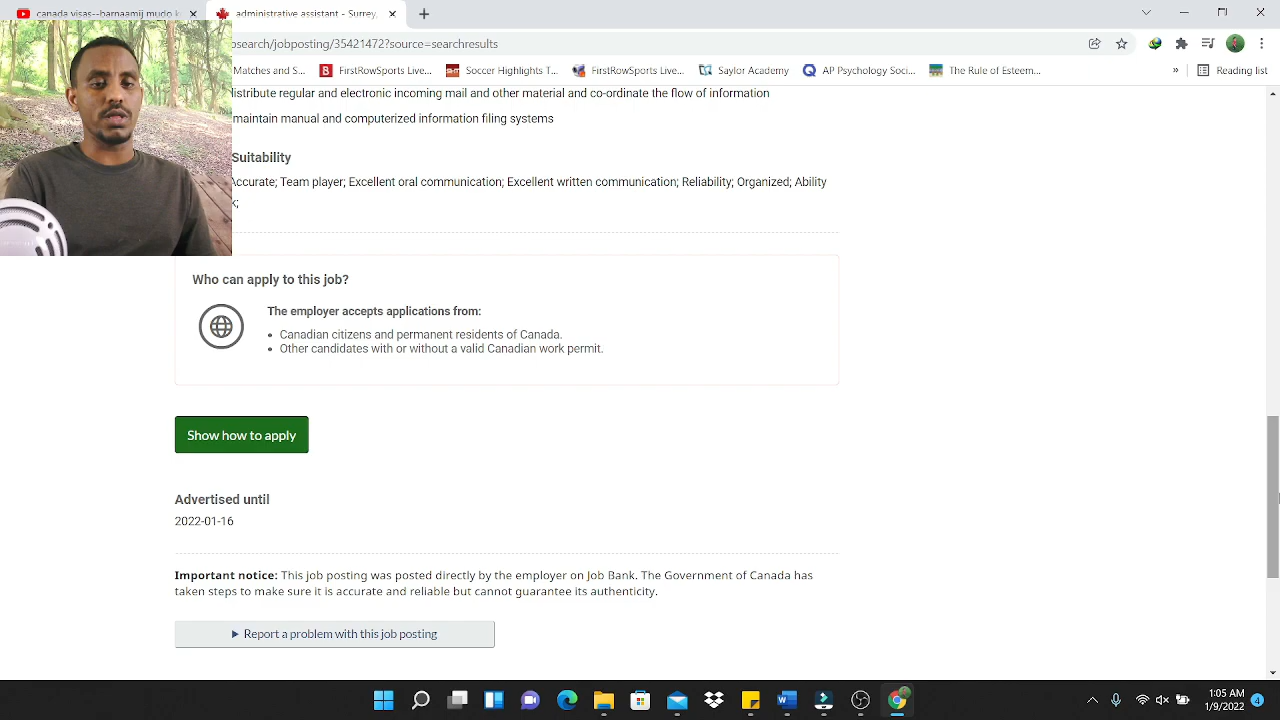 canada visas--barnamij mudo
- Surrey,
osearch/jobposting/35421472?source=searchresults
Matches and S...
FirstRowSports Live...
Soccer Highlight T...
FirstRowSports Live...
Saylor Academy
AP Psychology Soci...
The Rule of Esteem...
»
Reading list
distribute regular and electronic incoming mail and other material and co-ordinate the flow of information
maintain manual and computerized information filing systems
Suitability
Accurate; Team player; Excellent oral communication; Excellent written communication; Reliability; Organized; Ability
k;
Who can apply to this job?
The employer accepts applications from:
Canadian citizens and permanent residents of Canada.
Other candidates with or without a valid Canadian work permit.
Show how to apply
Advertised until
2022-01-16
Important notice: This job posting was posted directly by the employer on Job Bank. The Government of Canada has
taken steps to make sure it is accurate and reliable but cannot guarantee its authenticity.
Report a problem with this job posting
1:05 AM
1/9/2022
4